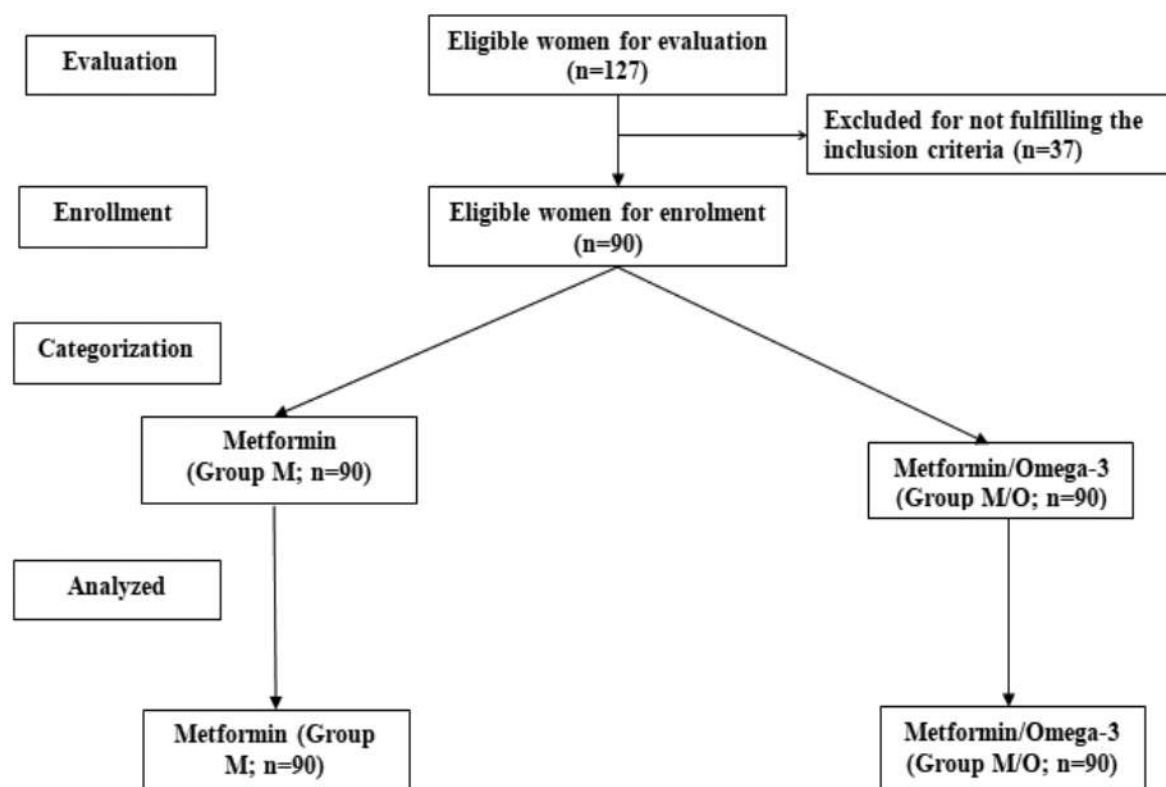 Evaluation
Eligible women for evaluation
(n=127)
Excluded for not fulfilling the
inclusion criteria (n=37)
Enrollment
Eligible women for enrolment
(n=90)
Categorization
Metformin
(Group M; n=90)
Metformin/Omega-3
(Group M/O; n=90)
Analyzed
Metformin (Group
M; n=90)
Metformin/Omega-3
(Group M/O; n=90)